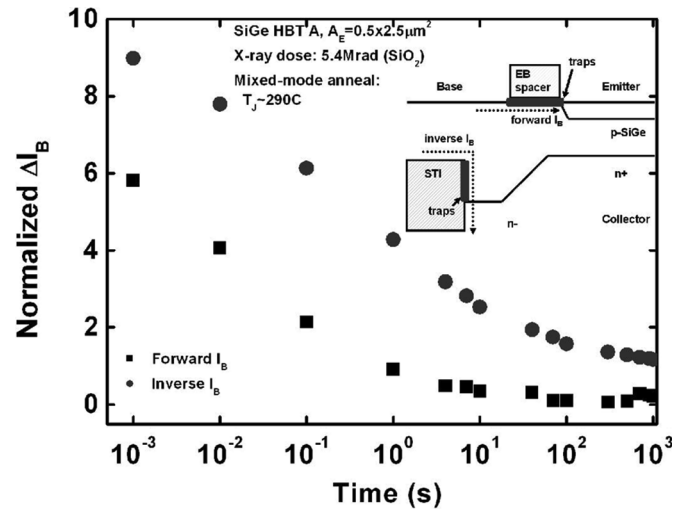 SiGe HBT A, A_E=0.5x2.5μm²
X-ray dose: 5.4Mrad (SiO₂)
Mixed-mode anneal:
T_J~290C
traps
EB
spacer
Base
Emitter
forward I_B
p-SiGe
inverse I_B
STI
n+
traps
n-
Collector
Normalized ΔI_B
10
8
6
4
2
0
Forward I_B
Inverse I_B
10⁻³
10⁻²
10⁻¹
10⁰
10¹
10²
10³
Time (s)